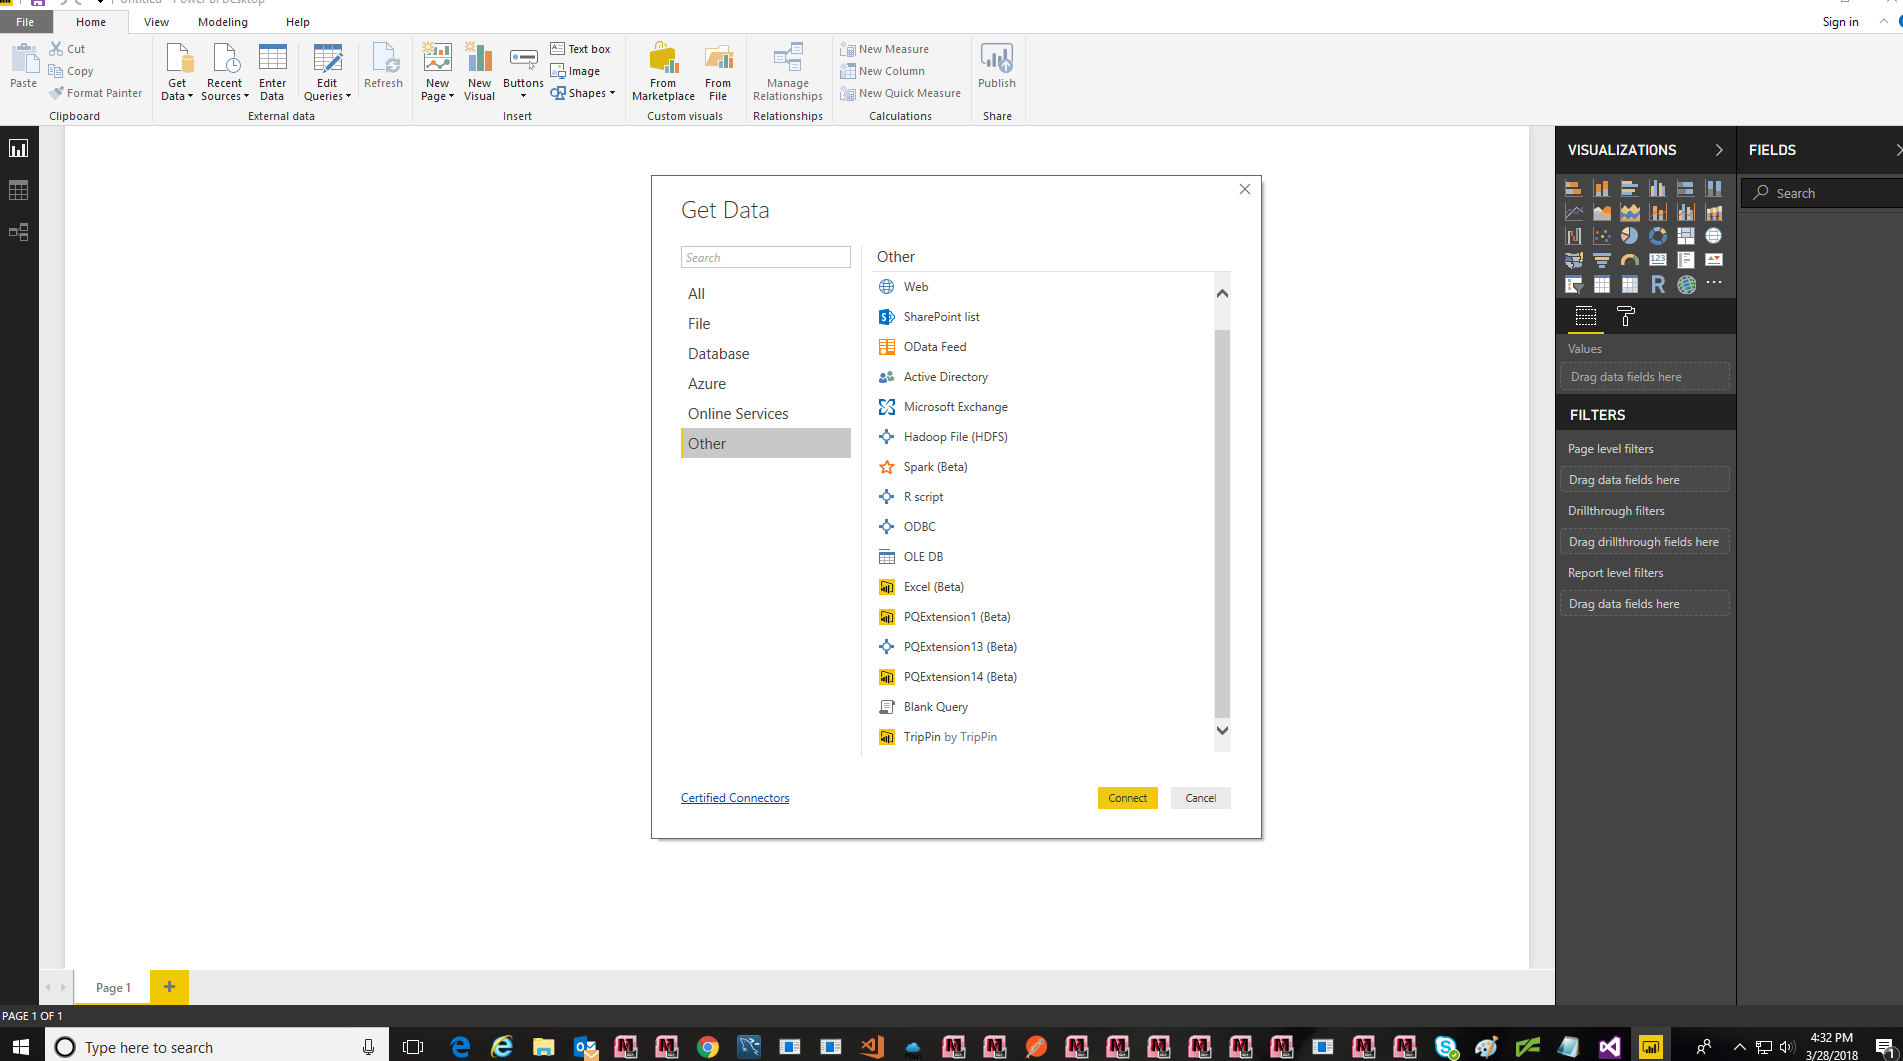 Untitled - Power BI Desktop
File
Home
View
Modeling
Help
Sign in
Paste
Cut
Copy
Format Painter
Clipboard
Get
Data
Recent
Sources
Enter
Data
Edit
Queries
Refresh
External data
New
Page
New
Visual
Buttons
Text box
Image
Shapes
Insert
From
Marketplace
From
File
Custom visuals
Manage
Relationships
Relationships
New Measure
New Column
New Quick Measure
Calculations
Publish
Share
Get Data
Search
All
File
Database
Azure
Online Services
Other
Other
Web
SharePoint list
OData Feed
Active Directory
Microsoft Exchange
Hadoop File (HDFS)
Spark (Beta)
R script
ODBC
OLE DB
Excel (Beta)
PQExtension1 (Beta)
PQExtension13 (Beta)
PQExtension14 (Beta)
Blank Query
TripPin by TripPin
Certified Connectors
Connect
Cancel
VISUALIZATIONS
123
R
Values
Drag data fields here
FILTERS
Page level filters
Drag data fields here
Drillthrough filters
Drag drillthrough fields here
Report level filters
Drag data fields here
FIELDS
Search
Page 1
PAGE 1 OF 1
Type here to search
4:32 PM
3/28/2018